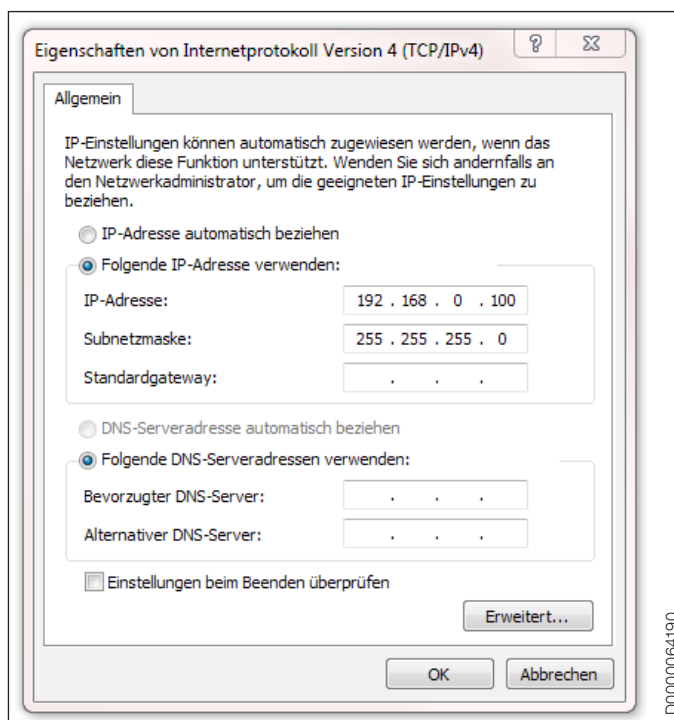 Eigenschaften von Internetprotokoll Version 4 (TCP/IPv4)
Allgemein
IP-Einstellungen können automatisch zugewiesen werden, wenn das
Netzwerk diese Funktion unterstützt. Wenden Sie sich andernfalls an
den Netzwerkadministrator, um die geeigneten IP-Einstellungen zu
beziehen.
IP-Adresse automatisch beziehen
Folgende IP-Adresse verwenden:
IP-Adresse: 192 . 168 . 0 . 100
Subnetzmaske: 255 . 255 . 255 . 0
Standardgateway: . . .
DNS-Serveradresse automatisch beziehen
Folgende DNS-Serveradressen verwenden:
Bevorzugter DNS-Server: . . .
Alternativer DNS-Server: . . .
Einstellungen beim Beenden überprüfen
Erweitert...
OK Abbrechen
D0000064190